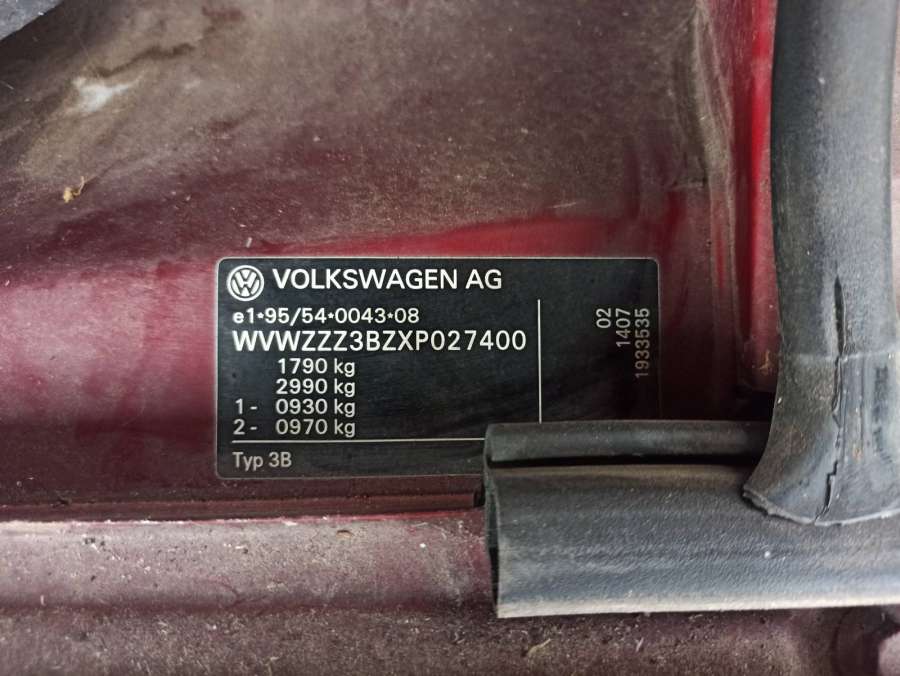 VOLKSWAGEN AG
e1*95/54*0043*08
WVWZZZ3BZXP027400
1790 kg
2990 kg
1- 0930 kg
2- 0970 kg
Typ 3B
02
1407
1933535